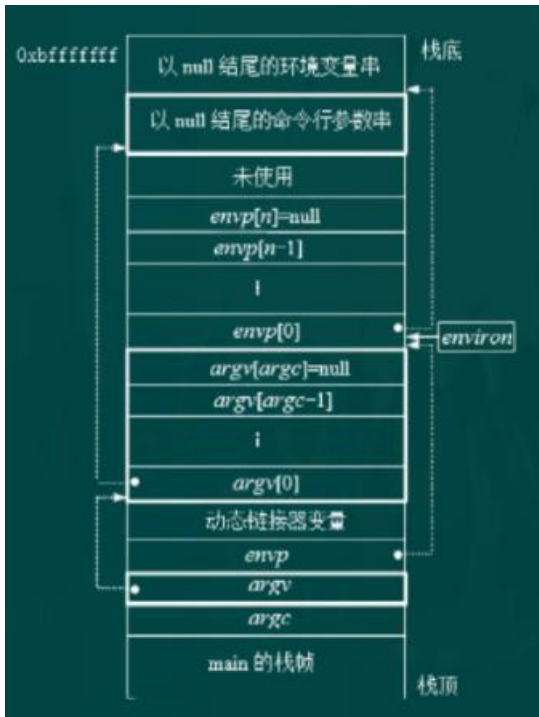 0xbfffffff
以 null 结尾的环境变量串
栈底
以 null 结尾的命令行参数串
未使用
envp[n]=null
envp[n-1]
⋮
envp[0]
environ
argv[argc]=null
argv[argc-1]
⋮
argv[0]
动态链接器变量
envp
argv
argc
main 的栈帧
栈顶